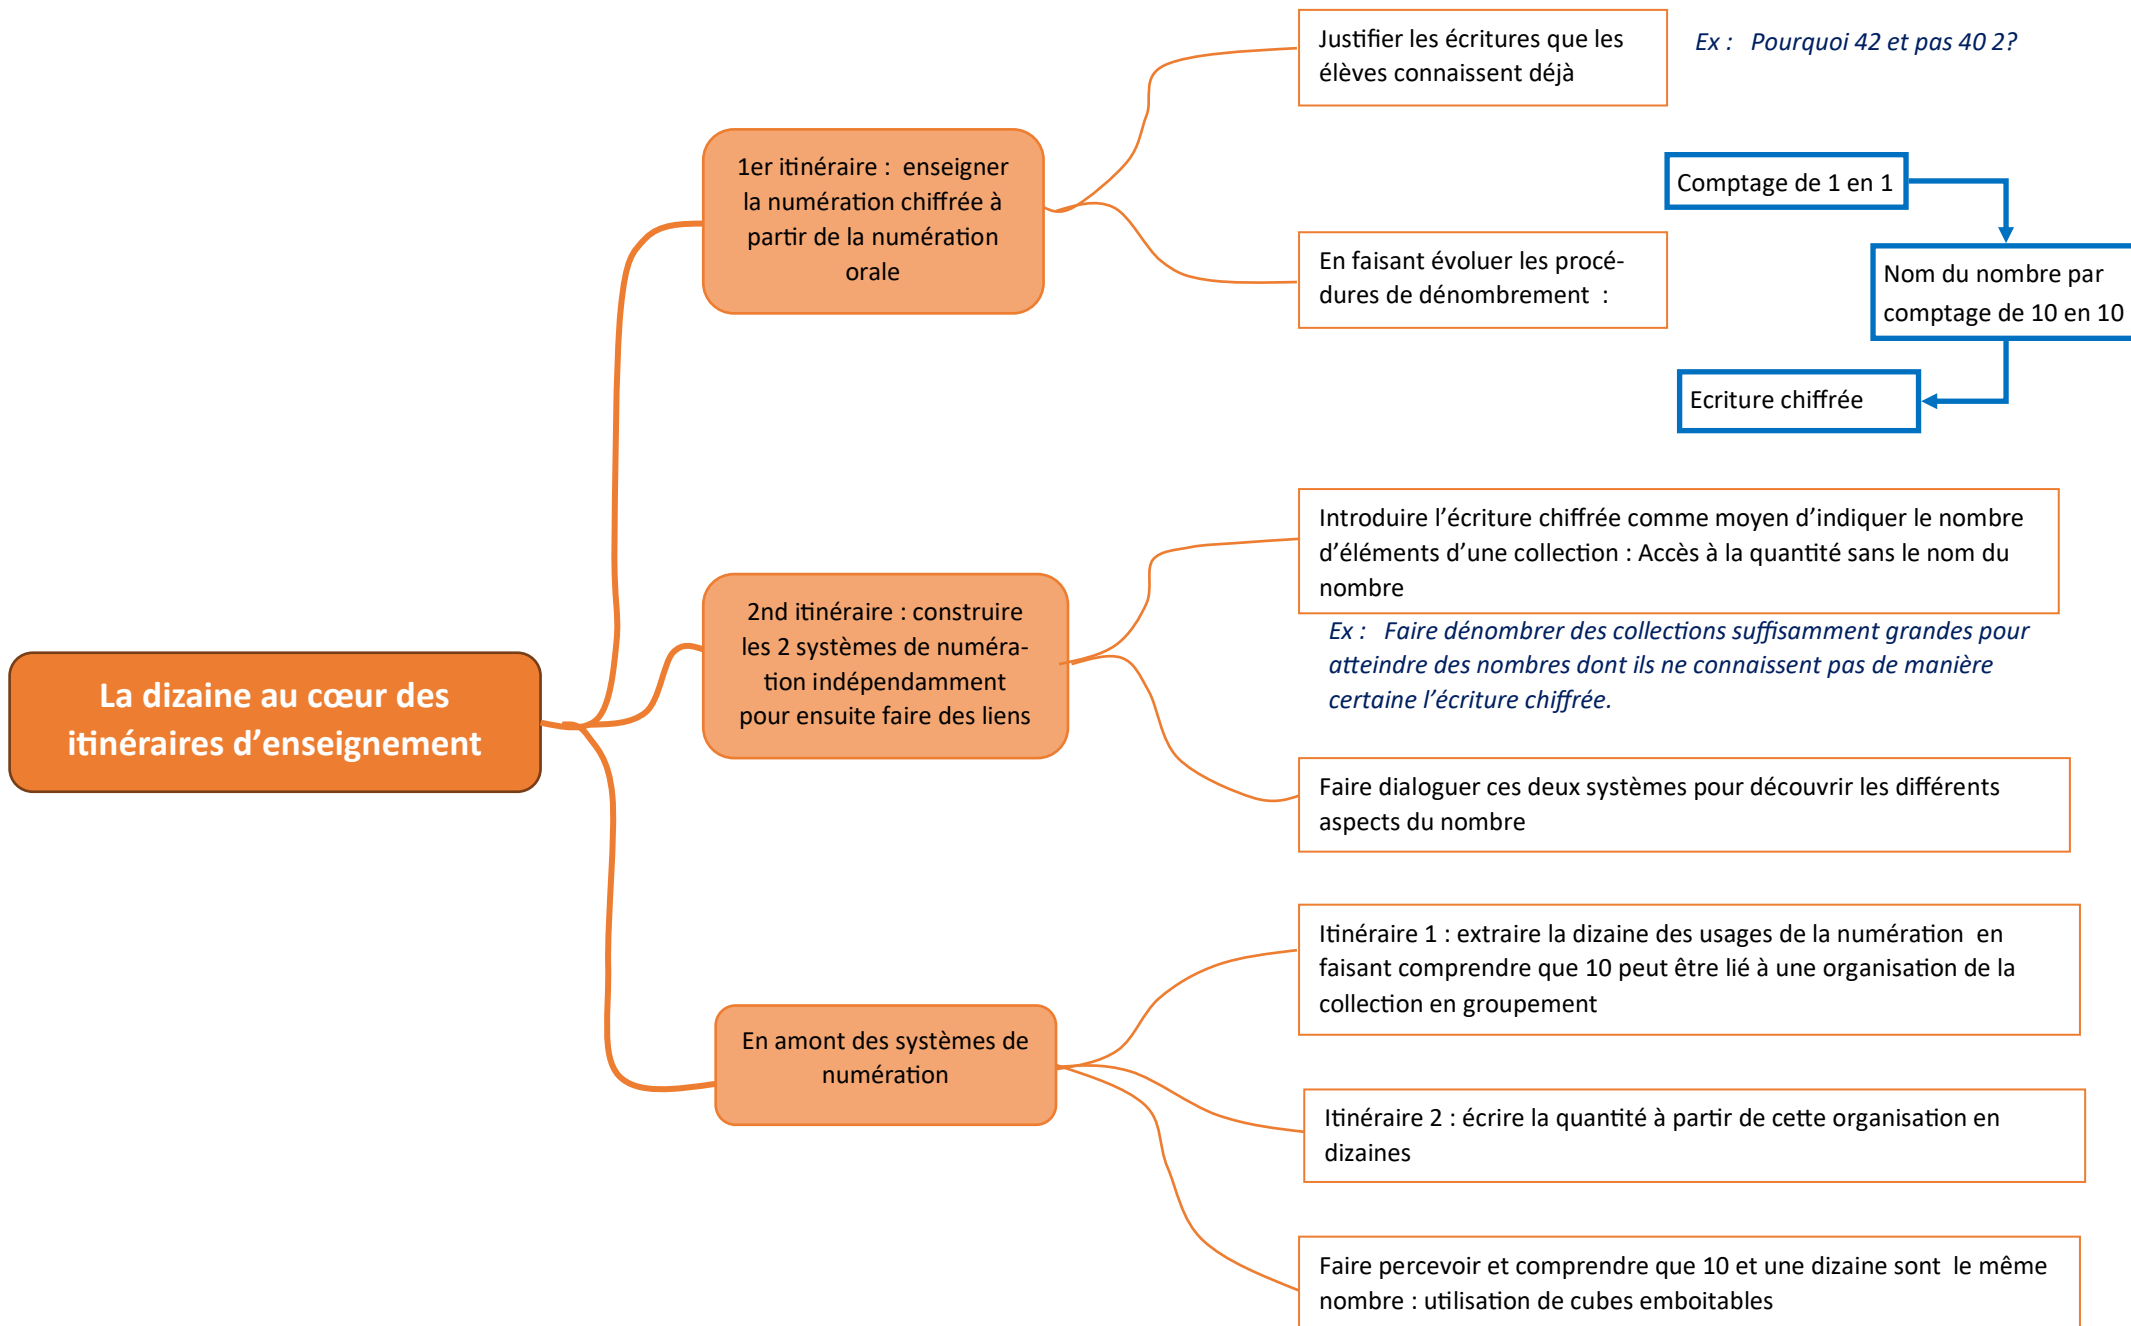 La dizaine au cœur des
itinéraires d'enseignement
1er itinéraire :  enseigner
la numération chiffrée à
partir de la numération
orale
Justifier les écritures que les
élèves connaissent déjà
Ex :   Pourquoi 42 et pas 40 2?
En faisant évoluer les procé-
dures de dénombrement  :
Comptage de 1 en 1
Nom du nombre par
comptage de 10 en 10
Ecriture chiffrée
2nd itinéraire : construire
les 2 systèmes de numéra-
tion indépendamment
pour ensuite faire des liens
Introduire l'écriture chiffrée comme moyen d'indiquer le nombre
d'éléments d'une collection : Accès à la quantité sans le nom du
nombre
Ex :   Faire dénombrer des collections suffisamment grandes pour
atteindre des nombres dont ils ne connaissent pas de manière
certaine l'écriture chiffrée.
Faire dialoguer ces deux systèmes pour découvrir les différents
aspects du nombre
En amont des systèmes de
numération
Itinéraire 1 : extraire la dizaine des usages de la numération  en
faisant comprendre que 10 peut être lié à une organisation de la
collection en groupement
Itinéraire 2 : écrire la quantité à partir de cette organisation en
dizaines
Faire percevoir et comprendre que 10 et une dizaine sont  le même
nombre : utilisation de cubes emboitables